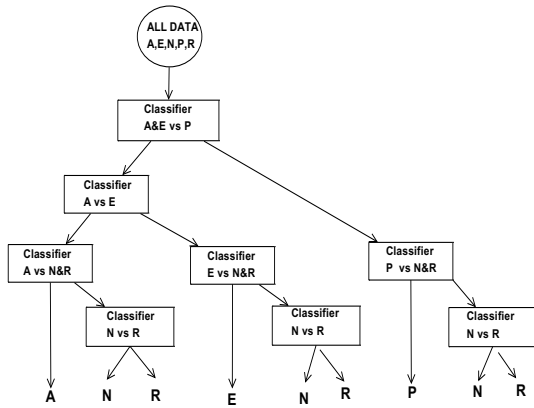 ALL DATA
A,E,N,P,R
Classifier
A&E vs P
Classifier
A vs E
Classifier
A vs N&R
Classifier
E vs N&R
Classifier
P vs N&R
Classifier
N vs R
Classifier
N vs R
Classifier
N vs R
A N R E N R P N R